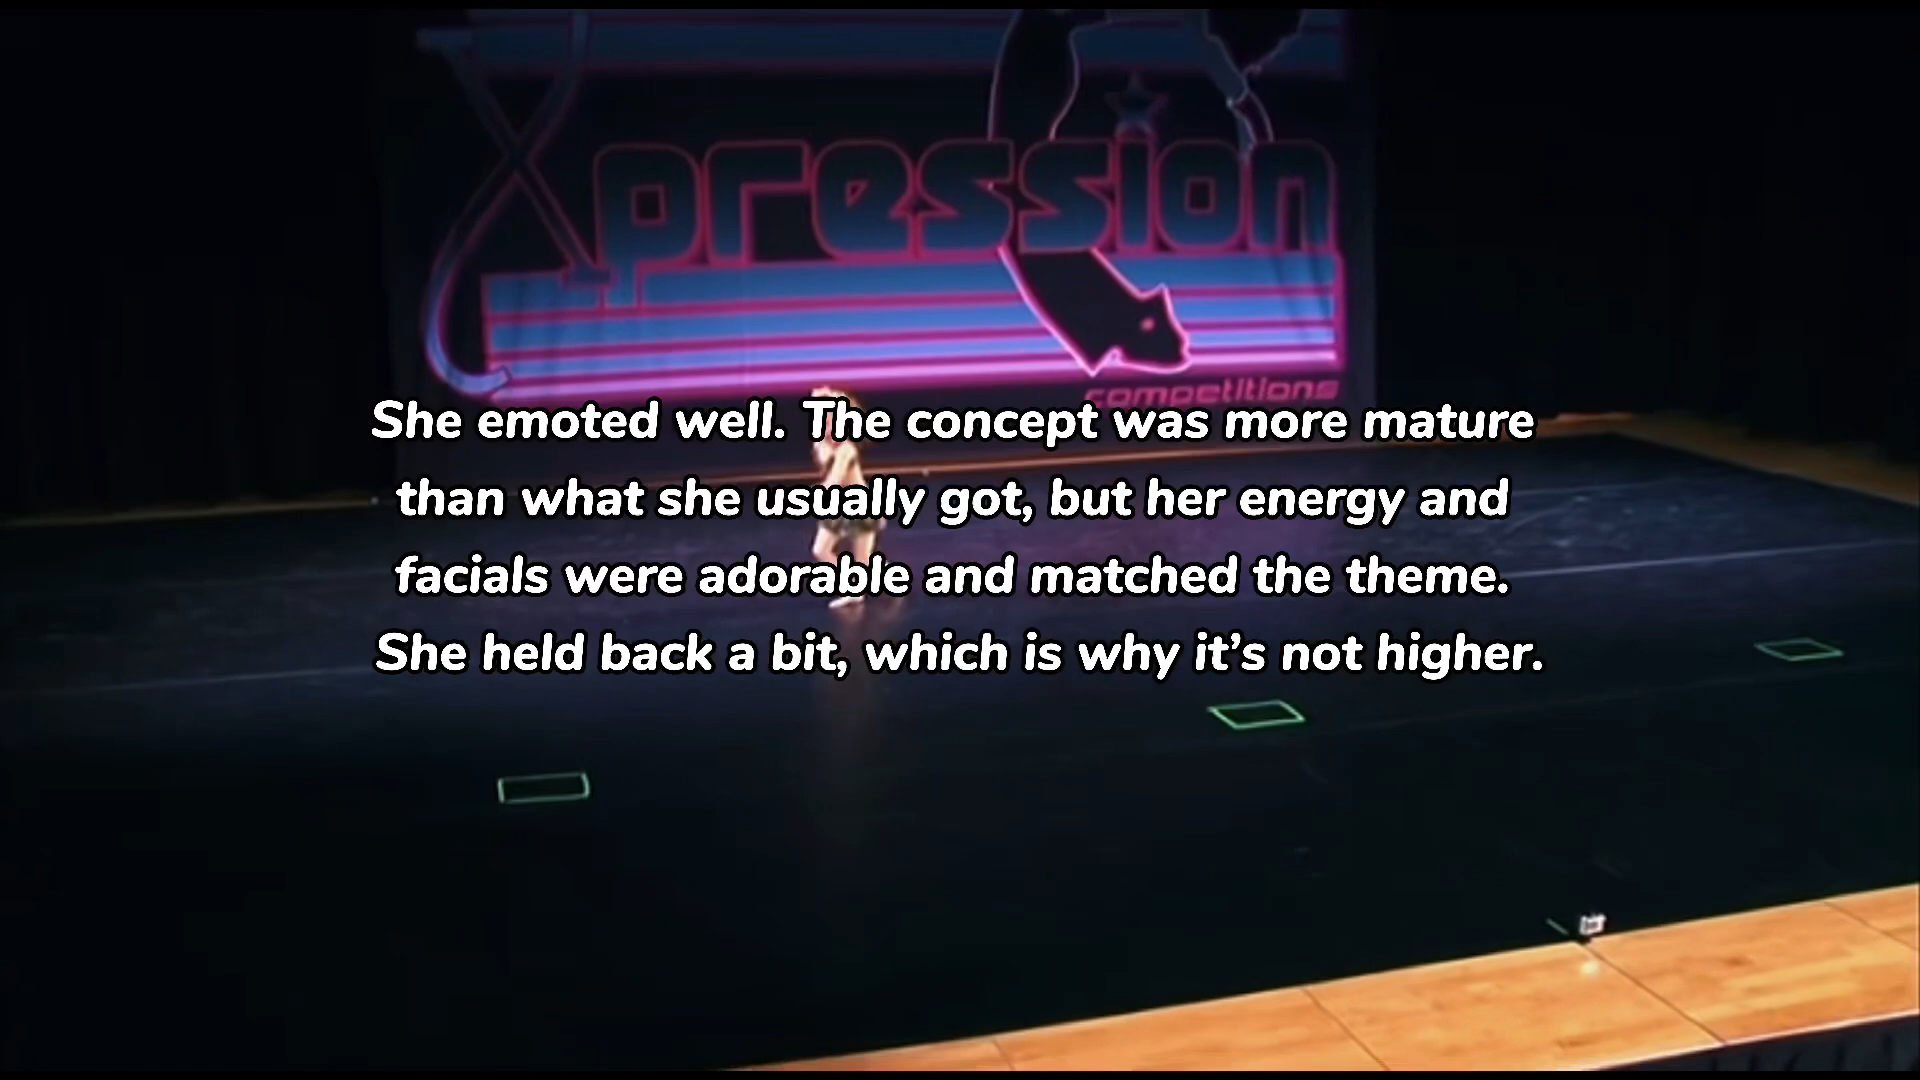 Xpression
competitions
She emoted well. The concept was more mature
than what she usually got, but her energy and
facials were adorable and matched the theme.
She held back a bit, which is why it’s not higher.